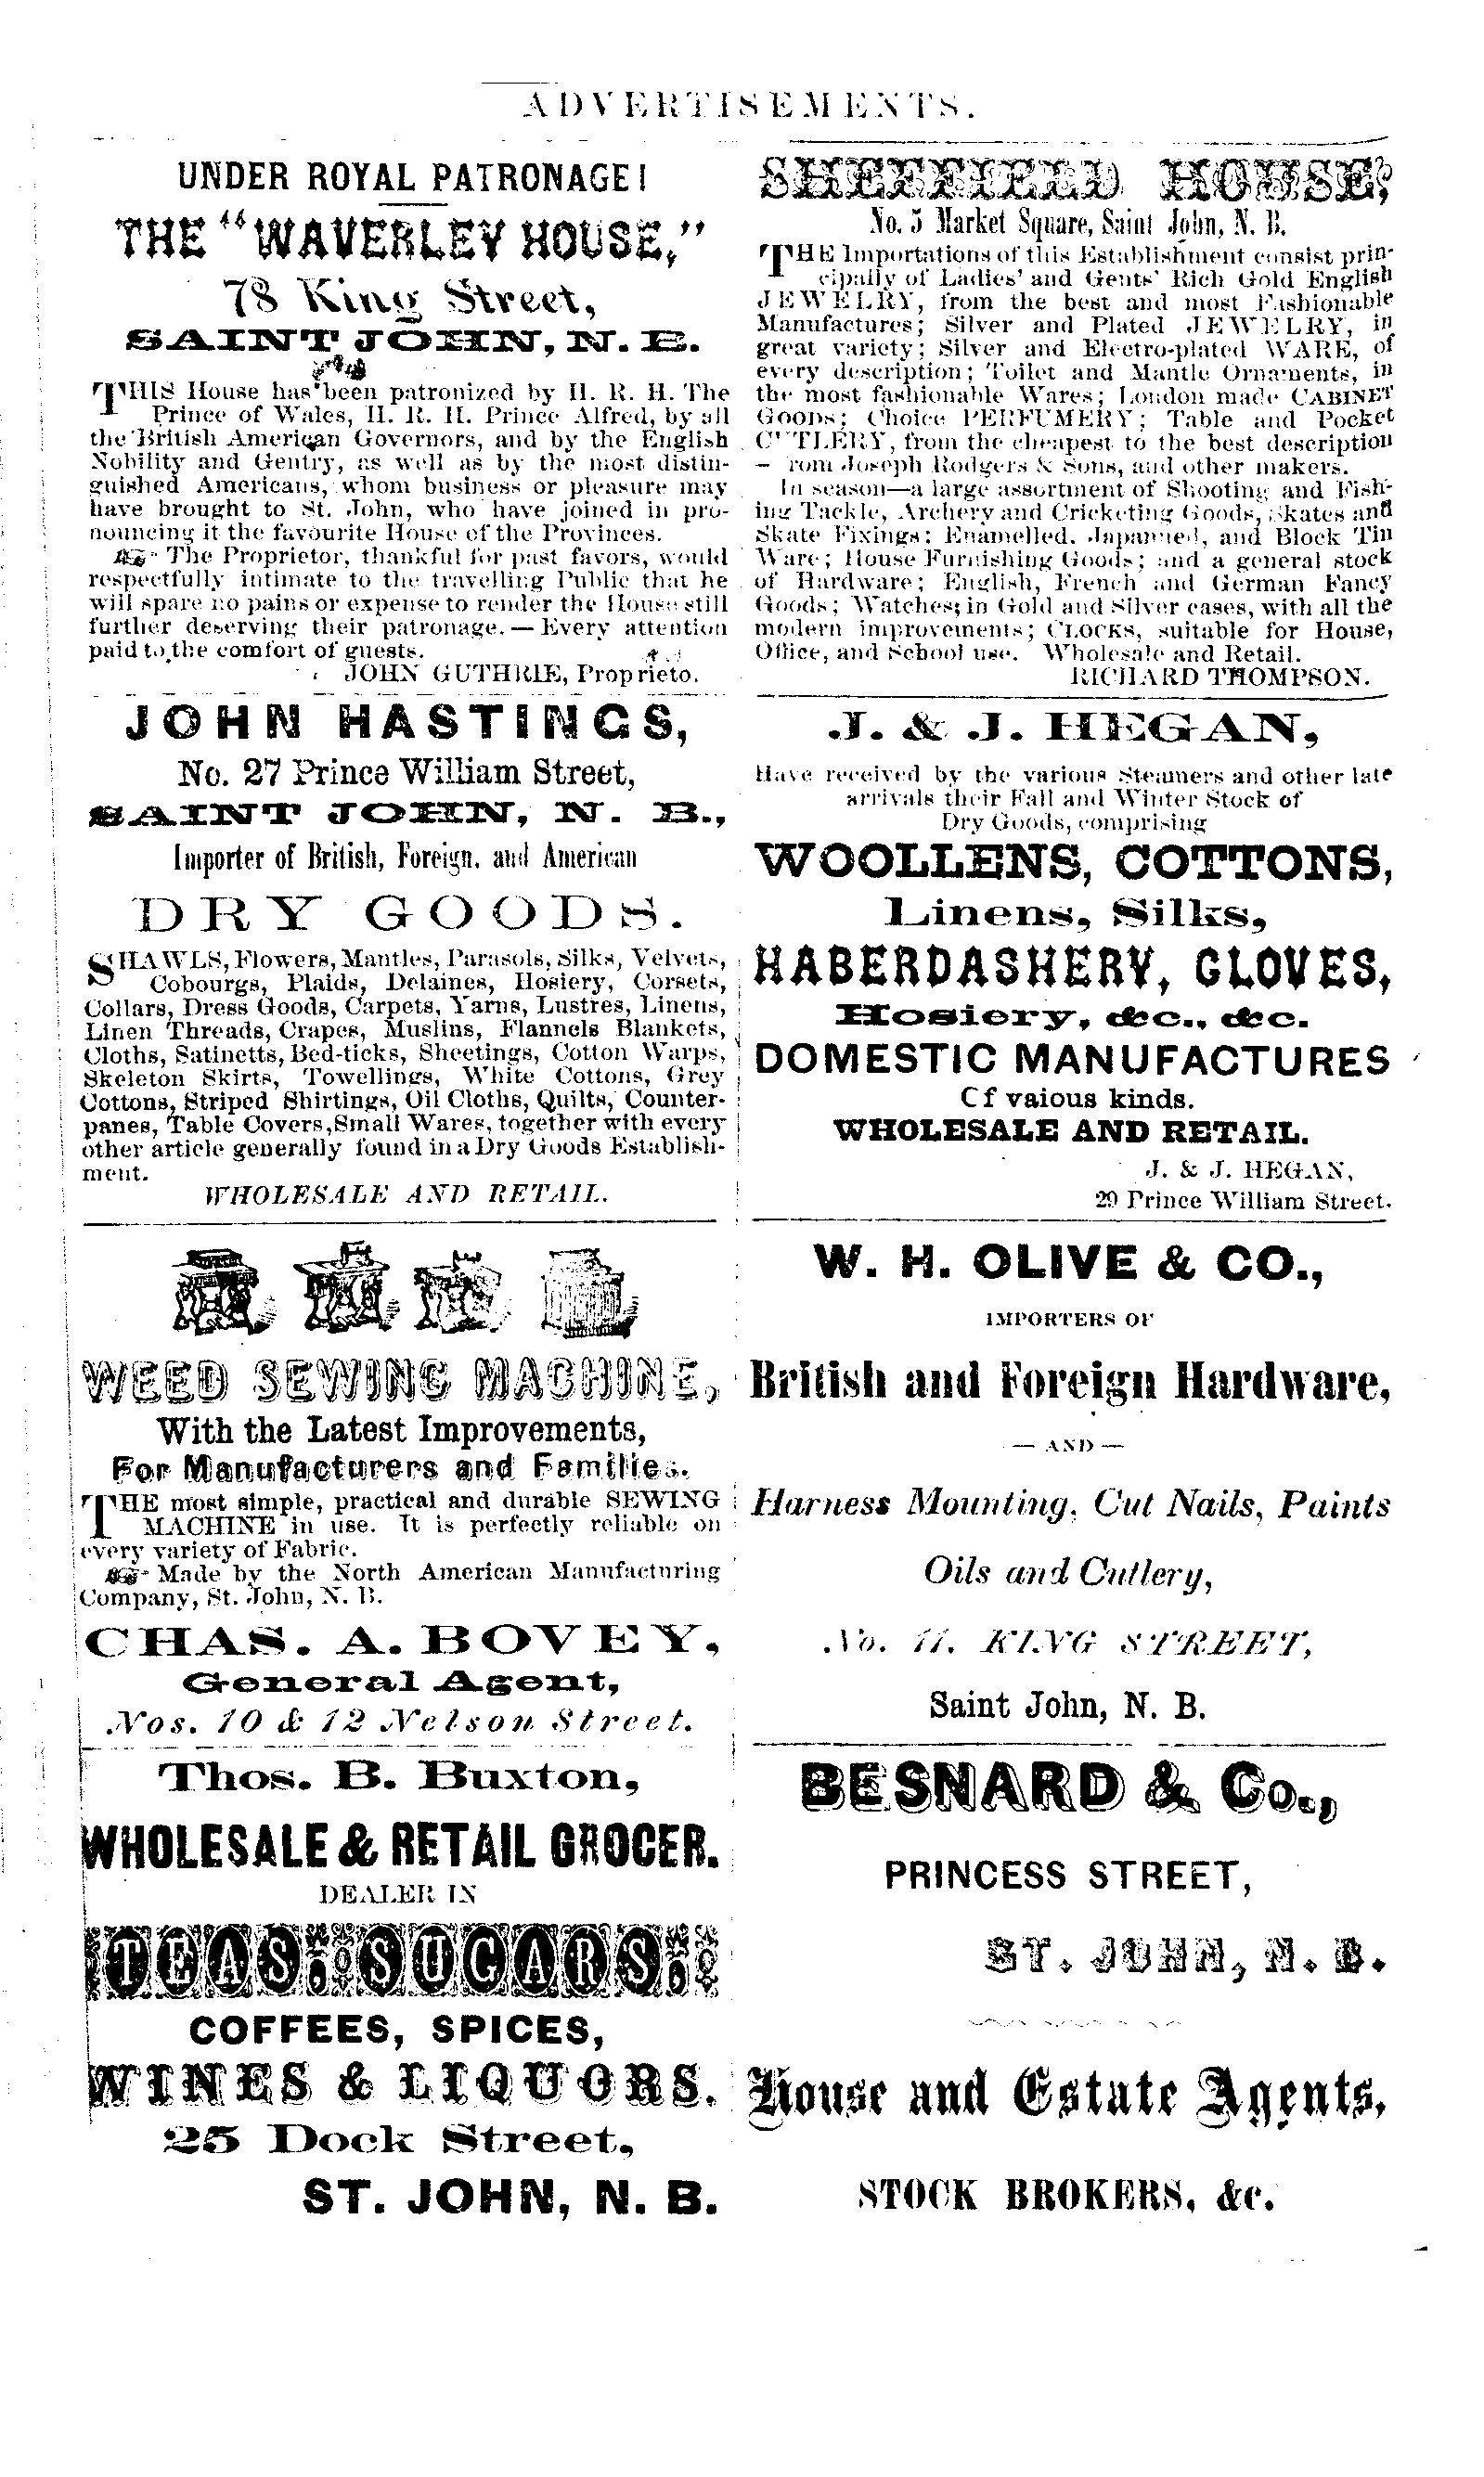 ADVERTISEMENTS.
UNDER ROYAL PATRONAGE!
THE "WAVERLEY HOUSE,"
78 King Street,
SAINT JOHN, N. B.
THIS House has been patronized by H. R. H. The
Prince of Wales, H. R. H. Prince Alfred, by all
the British American Governors, and by the English
Nobility and Gentry, as well as by the most distin-
guished Americans, whom business or pleasure may
have brought to St. John, who have joined in pro-
nouncing it the favourite House of the Provinces.
☞ The Proprietor, thankful for past favors, would
respectfully intimate to the travelling Public that he
will spare no pains or expense to render the House still
further deserving their patronage. — Every attention
paid to the comfort of guests.
JOHN GUTHRIE, Proprieto.
JOHN HASTINGS,
No. 27 Prince William Street,
SAINT JOHN, N. B.,
Importer of British, Foreign, and American
DRY GOODS.
SHAWLS, Flowers, Mantles, Parasols, Silks, Velvets,
Cobourgs, Plaids, Delaines, Hosiery, Corsets,
Collars, Dress Goods, Carpets, Yarns, Lustres, Linens,
Linen Threads, Crapes, Muslins, Flannels Blankets,
Cloths, Satinetts, Bed-ticks, Sheetings, Cotton Warps,
Skeleton Skirts, Towellings, White Cottons, Grey
Cottons, Striped Shirtings, Oil Cloths, Quilts, Counter-
panes, Table Covers, Small Wares, together with every
other article generally found in a Dry Goods Establish-
ment.
WHOLESALE AND RETAIL.
WEED SEWING MACHINE,
With the Latest Improvements,
For Manufacturers and Families.
THE most simple, practical and durable SEWING
MACHINE in use. It is perfectly reliable on
every variety of Fabric.
☞ Made by the North American Manufacturing
Company, St. John, N. B.
CHAS. A. BOVEY,
General Agent,
Nos. 10 & 12 Nelson Street.
Thos. B. Buxton,
WHOLESALE & RETAIL GROCER.
DEALER IN
TEAS SUGARS
COFFEES, SPICES,
WINES & LIQUORS.
25 Dock Street,
ST. JOHN, N. B.
SHEFFIELD HOUSE,
No. 5 Market Square, Saint John, N. B.
THE Importations of this Establishment consist prin-
cipally of Ladies' and Gents' Rich Gold English
JEWELRY, from the best and most Fashionable
Manufactures; Silver and Plated JEWELRY, in
great variety; Silver and Electro-plated WARE, of
every description; Toilet and Mantle Ornaments, in
the most fashionable Wares; London made CABINET
GOODS; Choice PERFUMERY; Table and Pocket
CUTLERY, from the cheapest to the best description
– rom Joseph Rodgers & Sons, and other makers.
In season—a large assortment of Shooting and Fish-
ing Tackle, Archery and Cricketing Goods, Skates and
Skate Fixings; Enamelled, Japanned, and Block Tin
Ware; House Furnishing Goods; and a general stock
of Hardware; English, French and German Fancy
Goods; Watches; in Gold and Silver cases, with all the
modern improvements; CLOCKS, suitable for House,
Office, and School use. Wholesale and Retail.
RICHARD THOMPSON.
J. & J. HEGAN,
Have received by the various Steamers and other late
arrivals their Fall and Winter Stock of
Dry Goods, comprising
WOOLLENS, COTTONS,
Linens, Silks,
HABERDASHERY, GLOVES,
Hosiery, &c., &c.
DOMESTIC MANUFACTURES
Cf vaious kinds.
WHOLESALE AND RETAIL.
J. & J. HEGAN,
29 Prince William Street.
W. H. OLIVE & CO.,
IMPORTERS OF
British and Foreign Hardware,
— AND —
Harness Mounting, Cut Nails, Paints
Oils and Cutlery,
No. 11, KING STREET,
Saint John, N. B.
BESNARD & Co.,
PRINCESS STREET,
ST. JOHN, N. B.
House and Estate Agents,
STOCK BROKERS, &c.